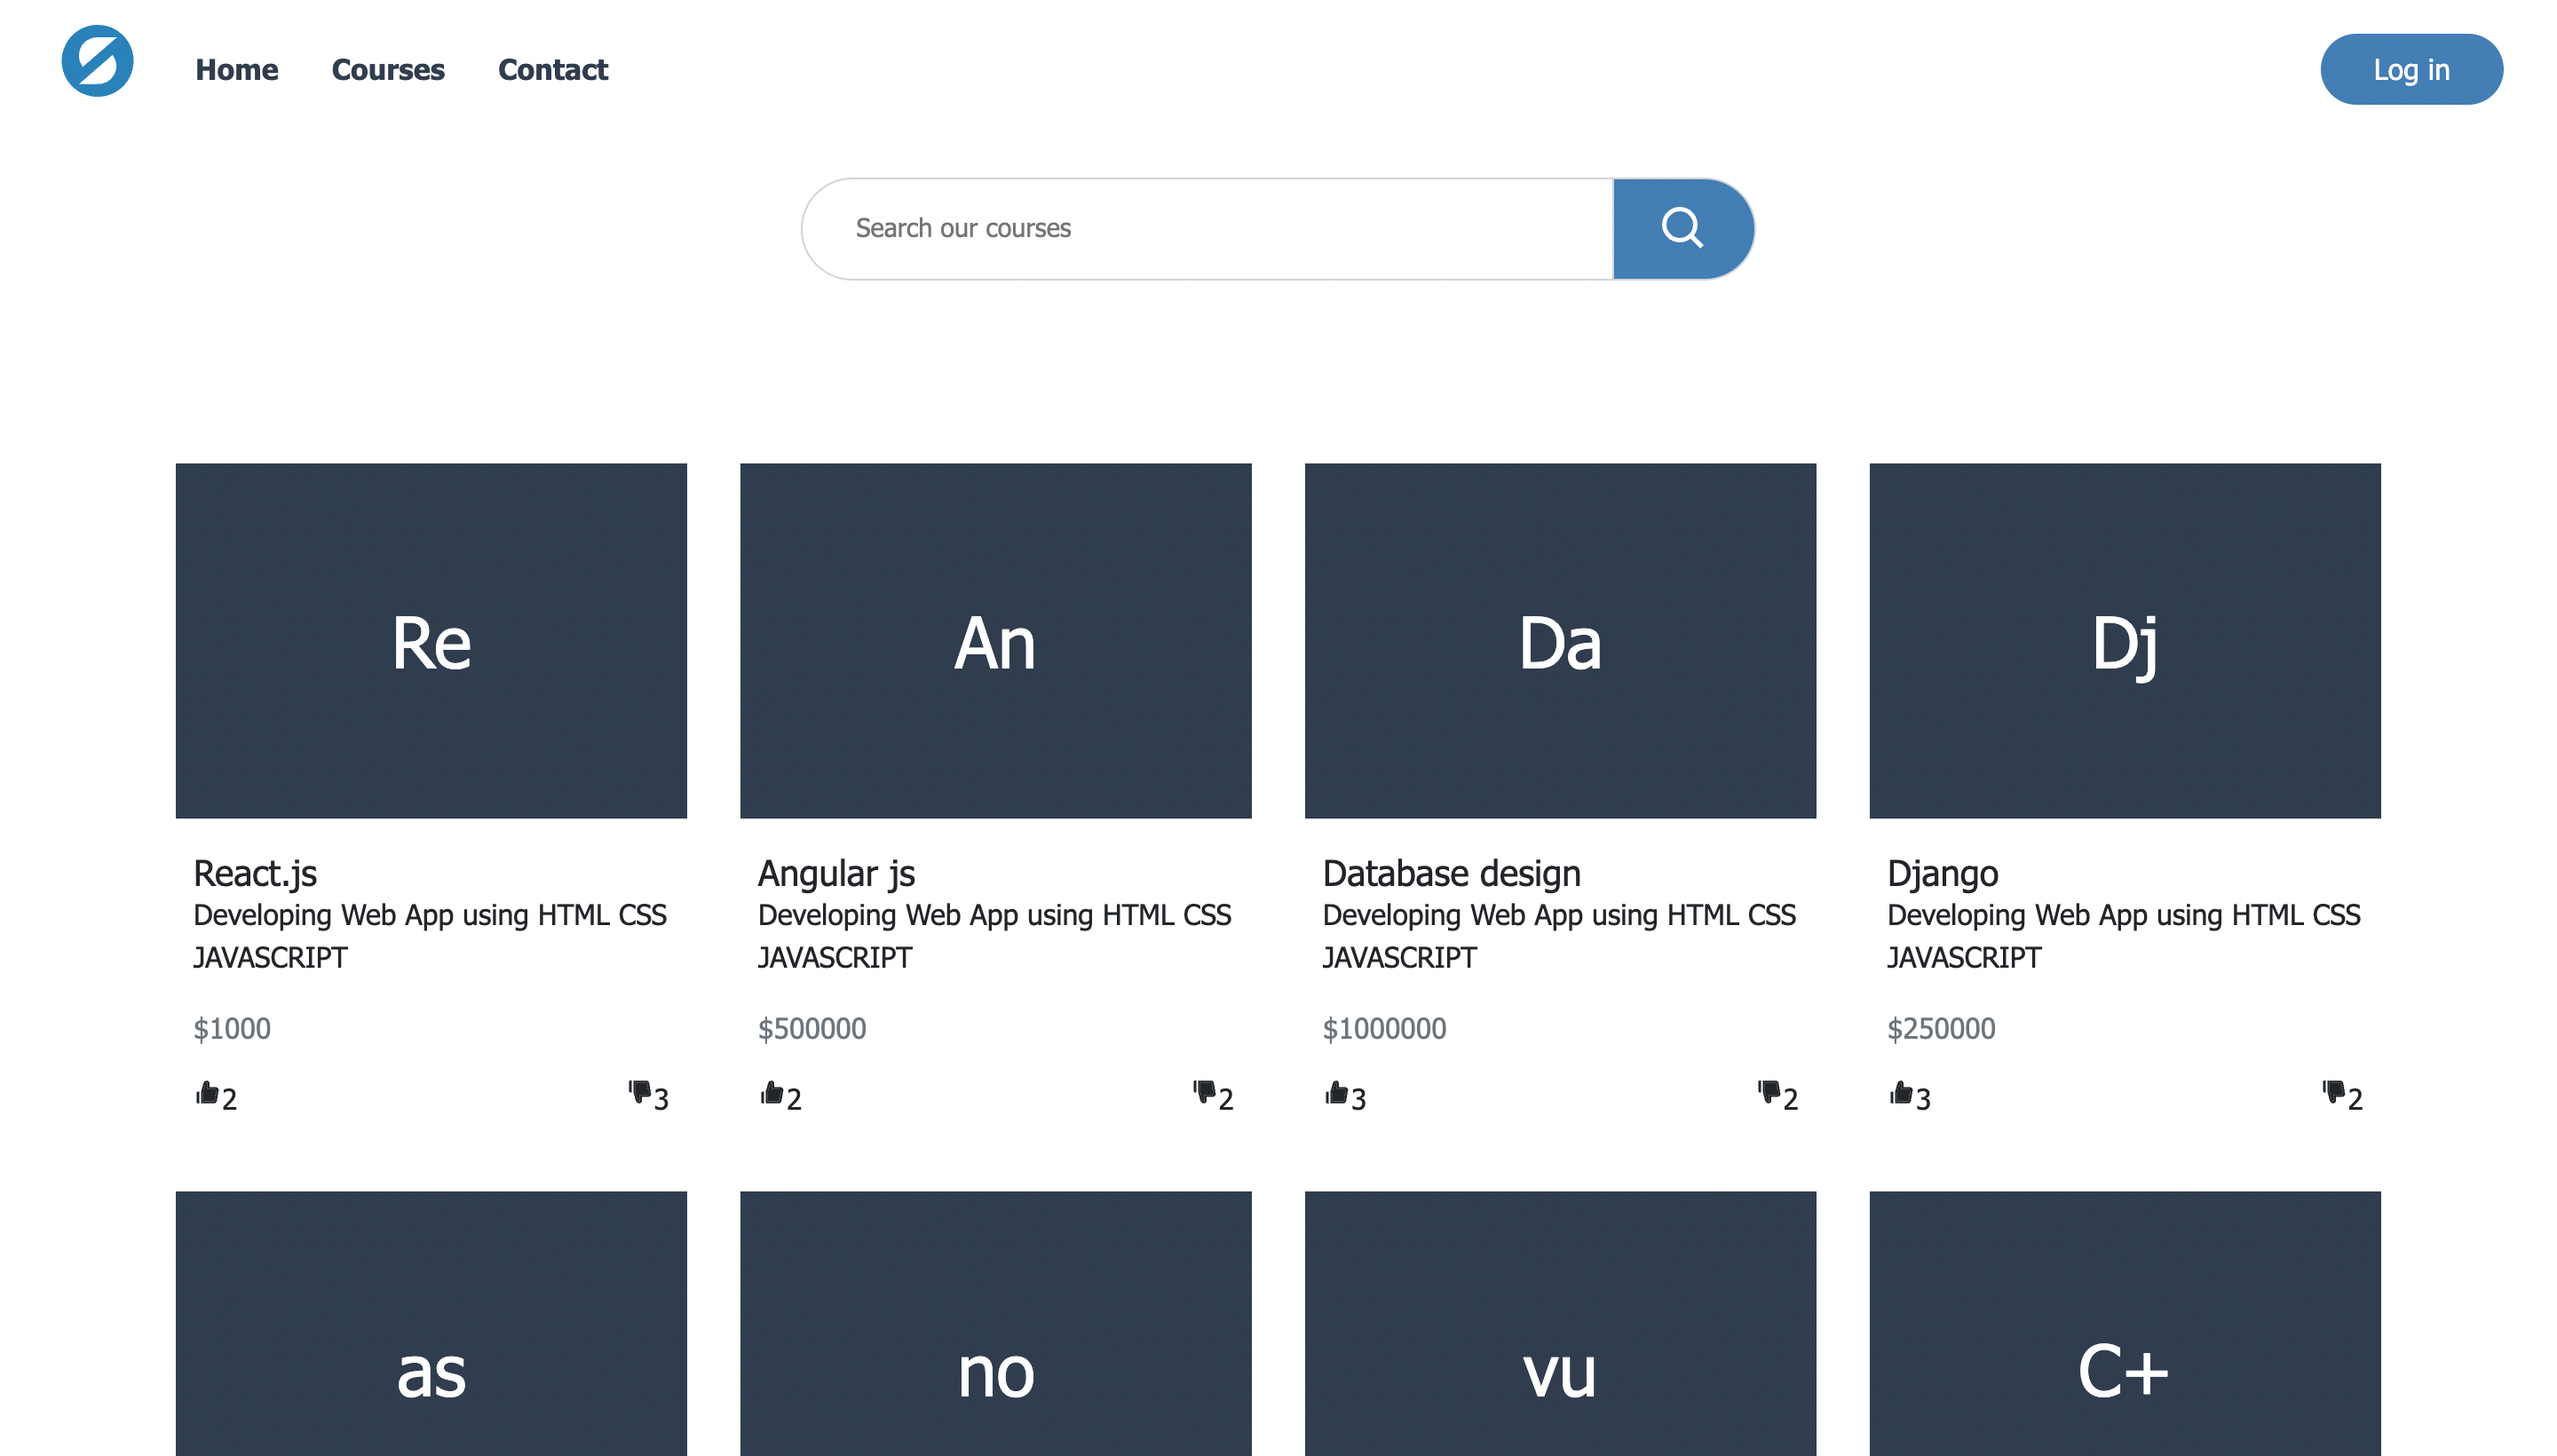 Home Courses Contact Log in
Search our courses
Re An Da Dj
React.js
Developing Web App using HTML CSS
JAVASCRIPT
$1000
2 3
Angular js
Developing Web App using HTML CSS
JAVASCRIPT
$500000
2 2
Database design
Developing Web App using HTML CSS
JAVASCRIPT
$1000000
3 2
Django
Developing Web App using HTML CSS
JAVASCRIPT
$250000
3 2
as no vu C+